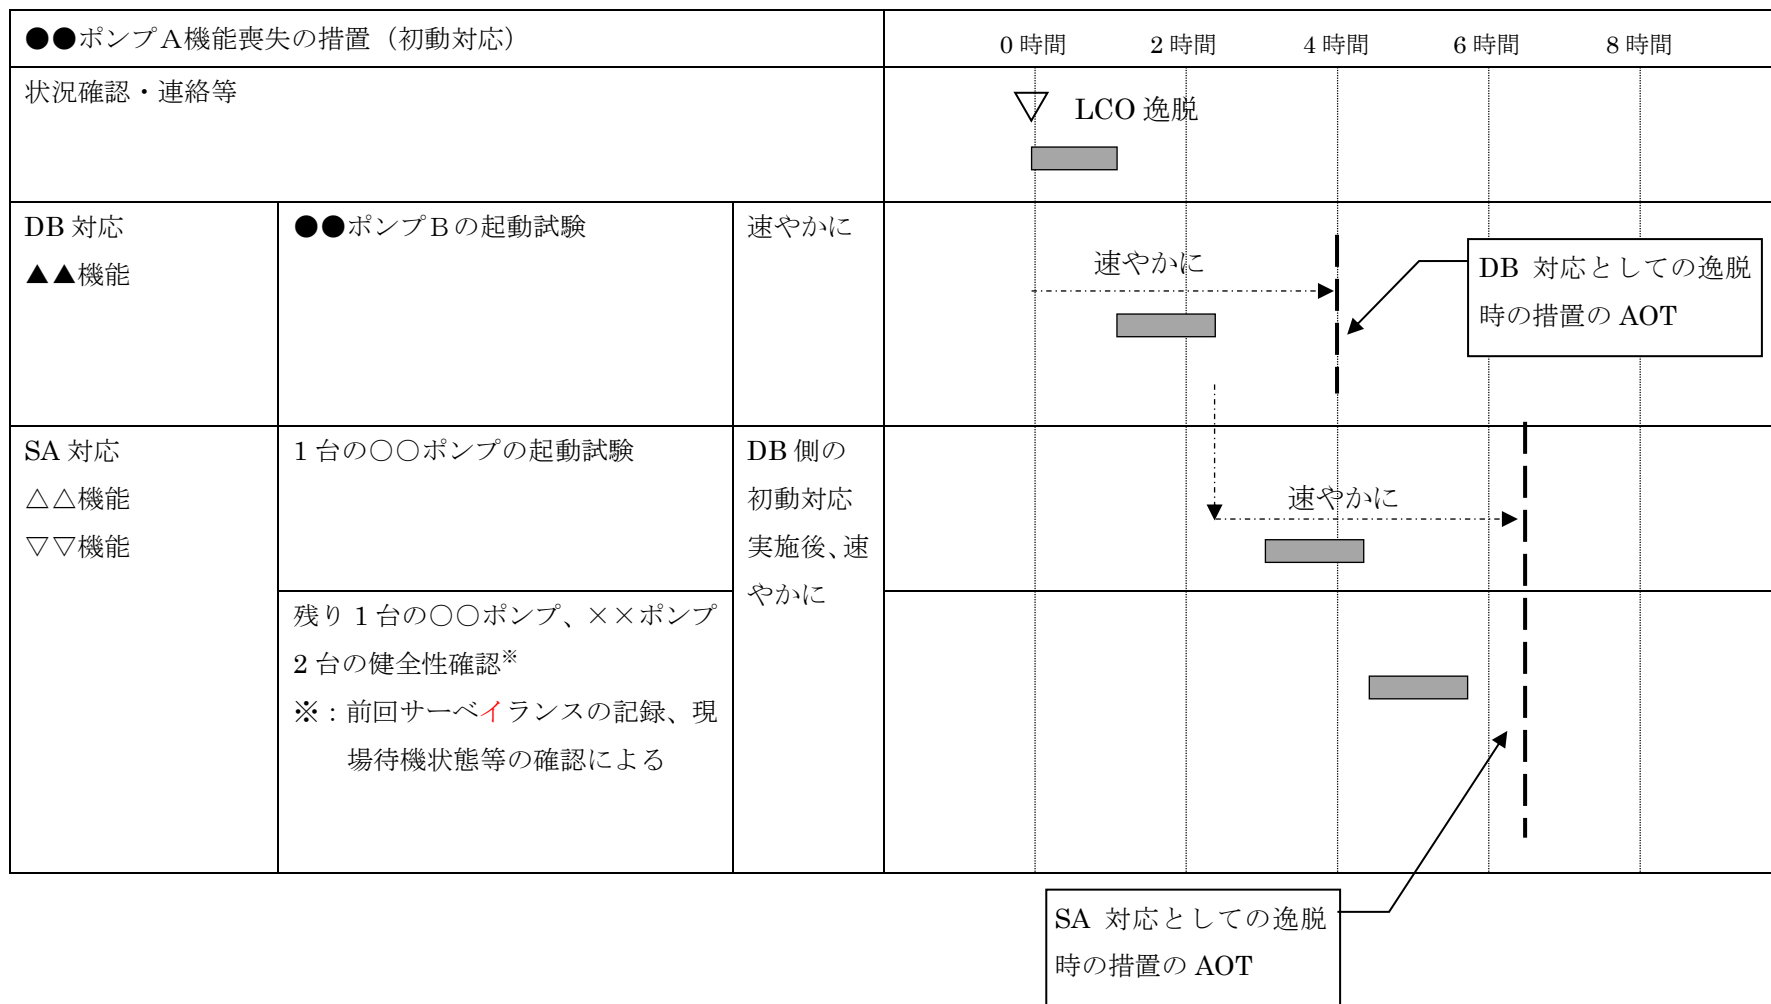 ●●ポンプＡ機能喪失の措置（初動対応）
0 時間 2 時間 4 時間 6 時間 8 時間
状況確認・連絡等
LCO 逸脱
DB 対応
▲▲機能
●●ポンプＢの起動試験
速やかに
速やかに
DB 対応としての逸脱
時の措置の AOT
SA 対応
△△機能
▽▽機能
1 台の○○ポンプの起動試験
DB 側の
初動対応
実施後、速
やかに
速やかに
残り 1 台の○○ポンプ、××ポンプ
2 台の健全性確認※
※：前回サーベイランスの記録、現
場待機状態等の確認による
SA 対応としての逸脱
時の措置の AOT